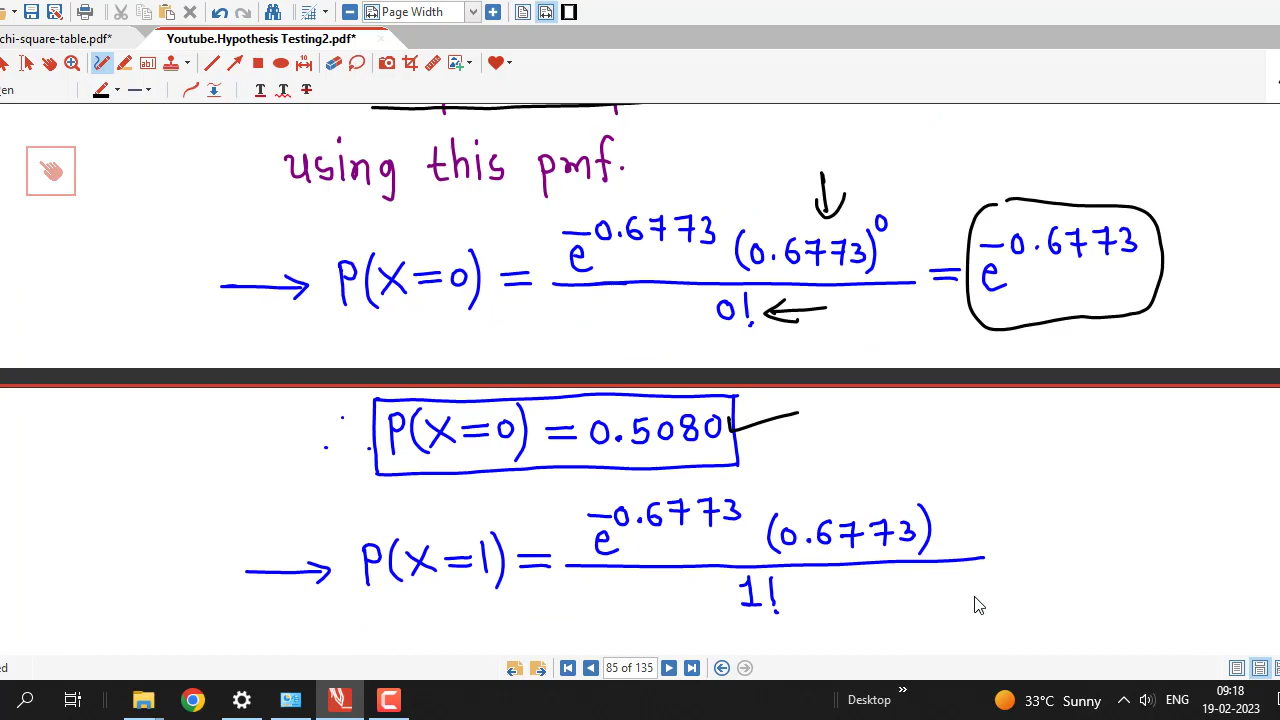 Page Width
chi-square-table.pdf* Youtube.Hypothesis Testing2.pdf*
using this pmf.
→ P(X=0) = e^-0.6773 (0.6773)^0 / 0! = e^-0.6773
∴ P(X=0) = 0.5080
→ P(X=1) = e^-0.6773 (0.6773) / 1!
85 of 135
Desktop » 33°C Sunny ENG 09:18
19-02-2023